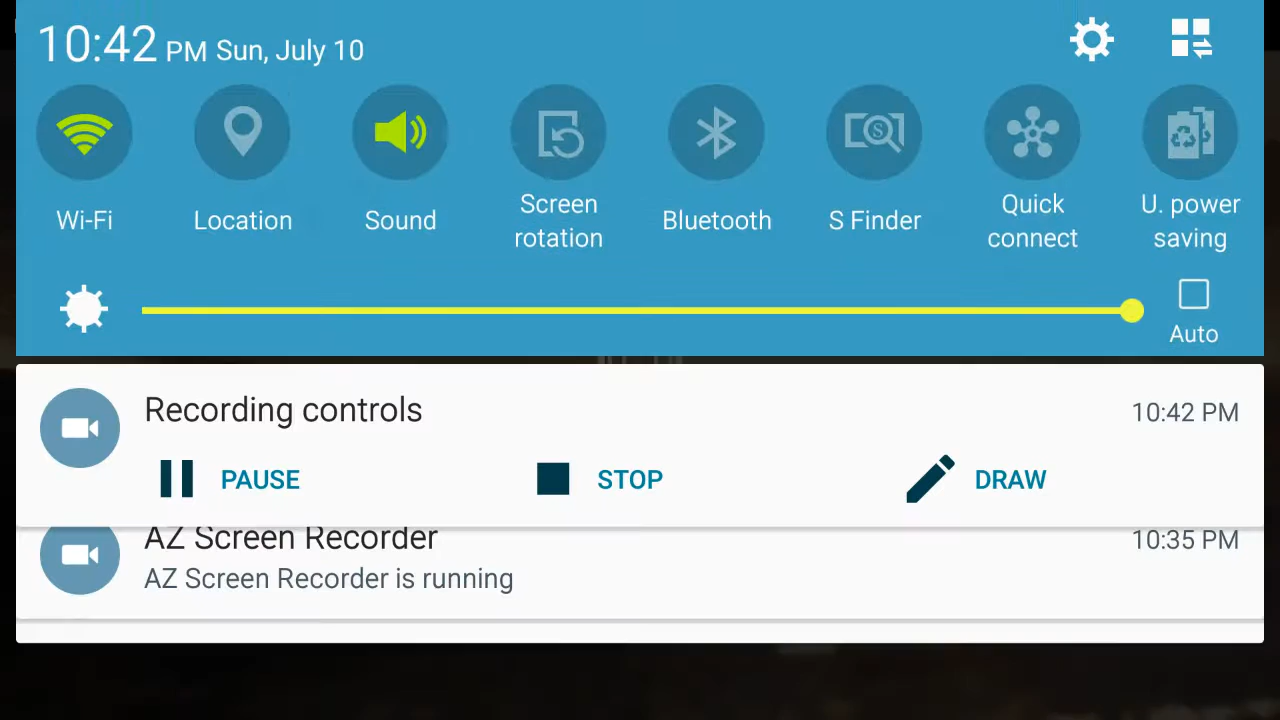 10:42 PM Sun, July 10
Wi-Fi
Location
Sound
Screen
rotation
Bluetooth
S
S Finder
Quick
connect
U. power
saving
Auto
Recording controls
10:42 PM
PAUSE
STOP
DRAW
AZ Screen Recorder
10:35 PM
AZ Screen Recorder is running